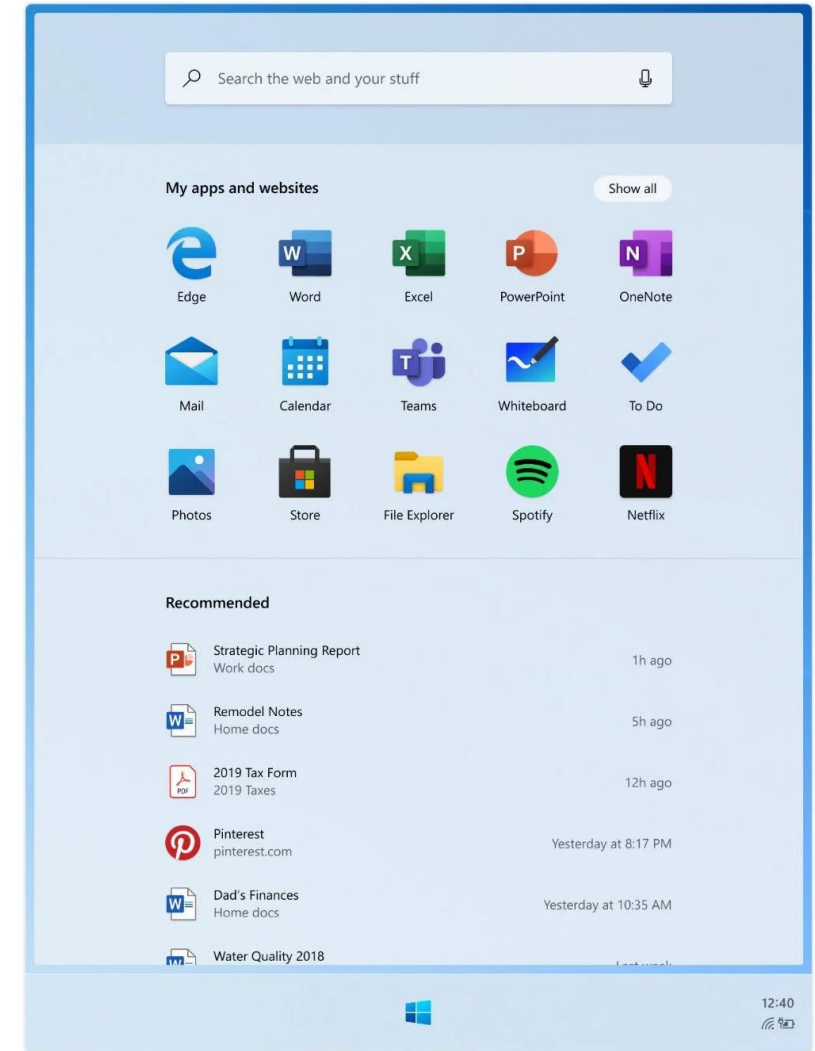 Search the web and your stuff
My apps and websites
Show all
Edge
Word
Excel
PowerPoint
OneNote
Mail
Calendar
Teams
Whiteboard
To Do
Photos
Store
File Explorer
Spotify
Netflix
Recommended
Strategic Planning Report
Work docs
1h ago
Remodel Notes
Home docs
5h ago
2019 Tax Form
2019 Taxes
12h ago
PDF
Pinterest
pinterest.com
Yesterday at 8:17 PM
Dad's Finances
Home docs
Yesterday at 10:35 AM
Water Quality 2018
Last week
12:40